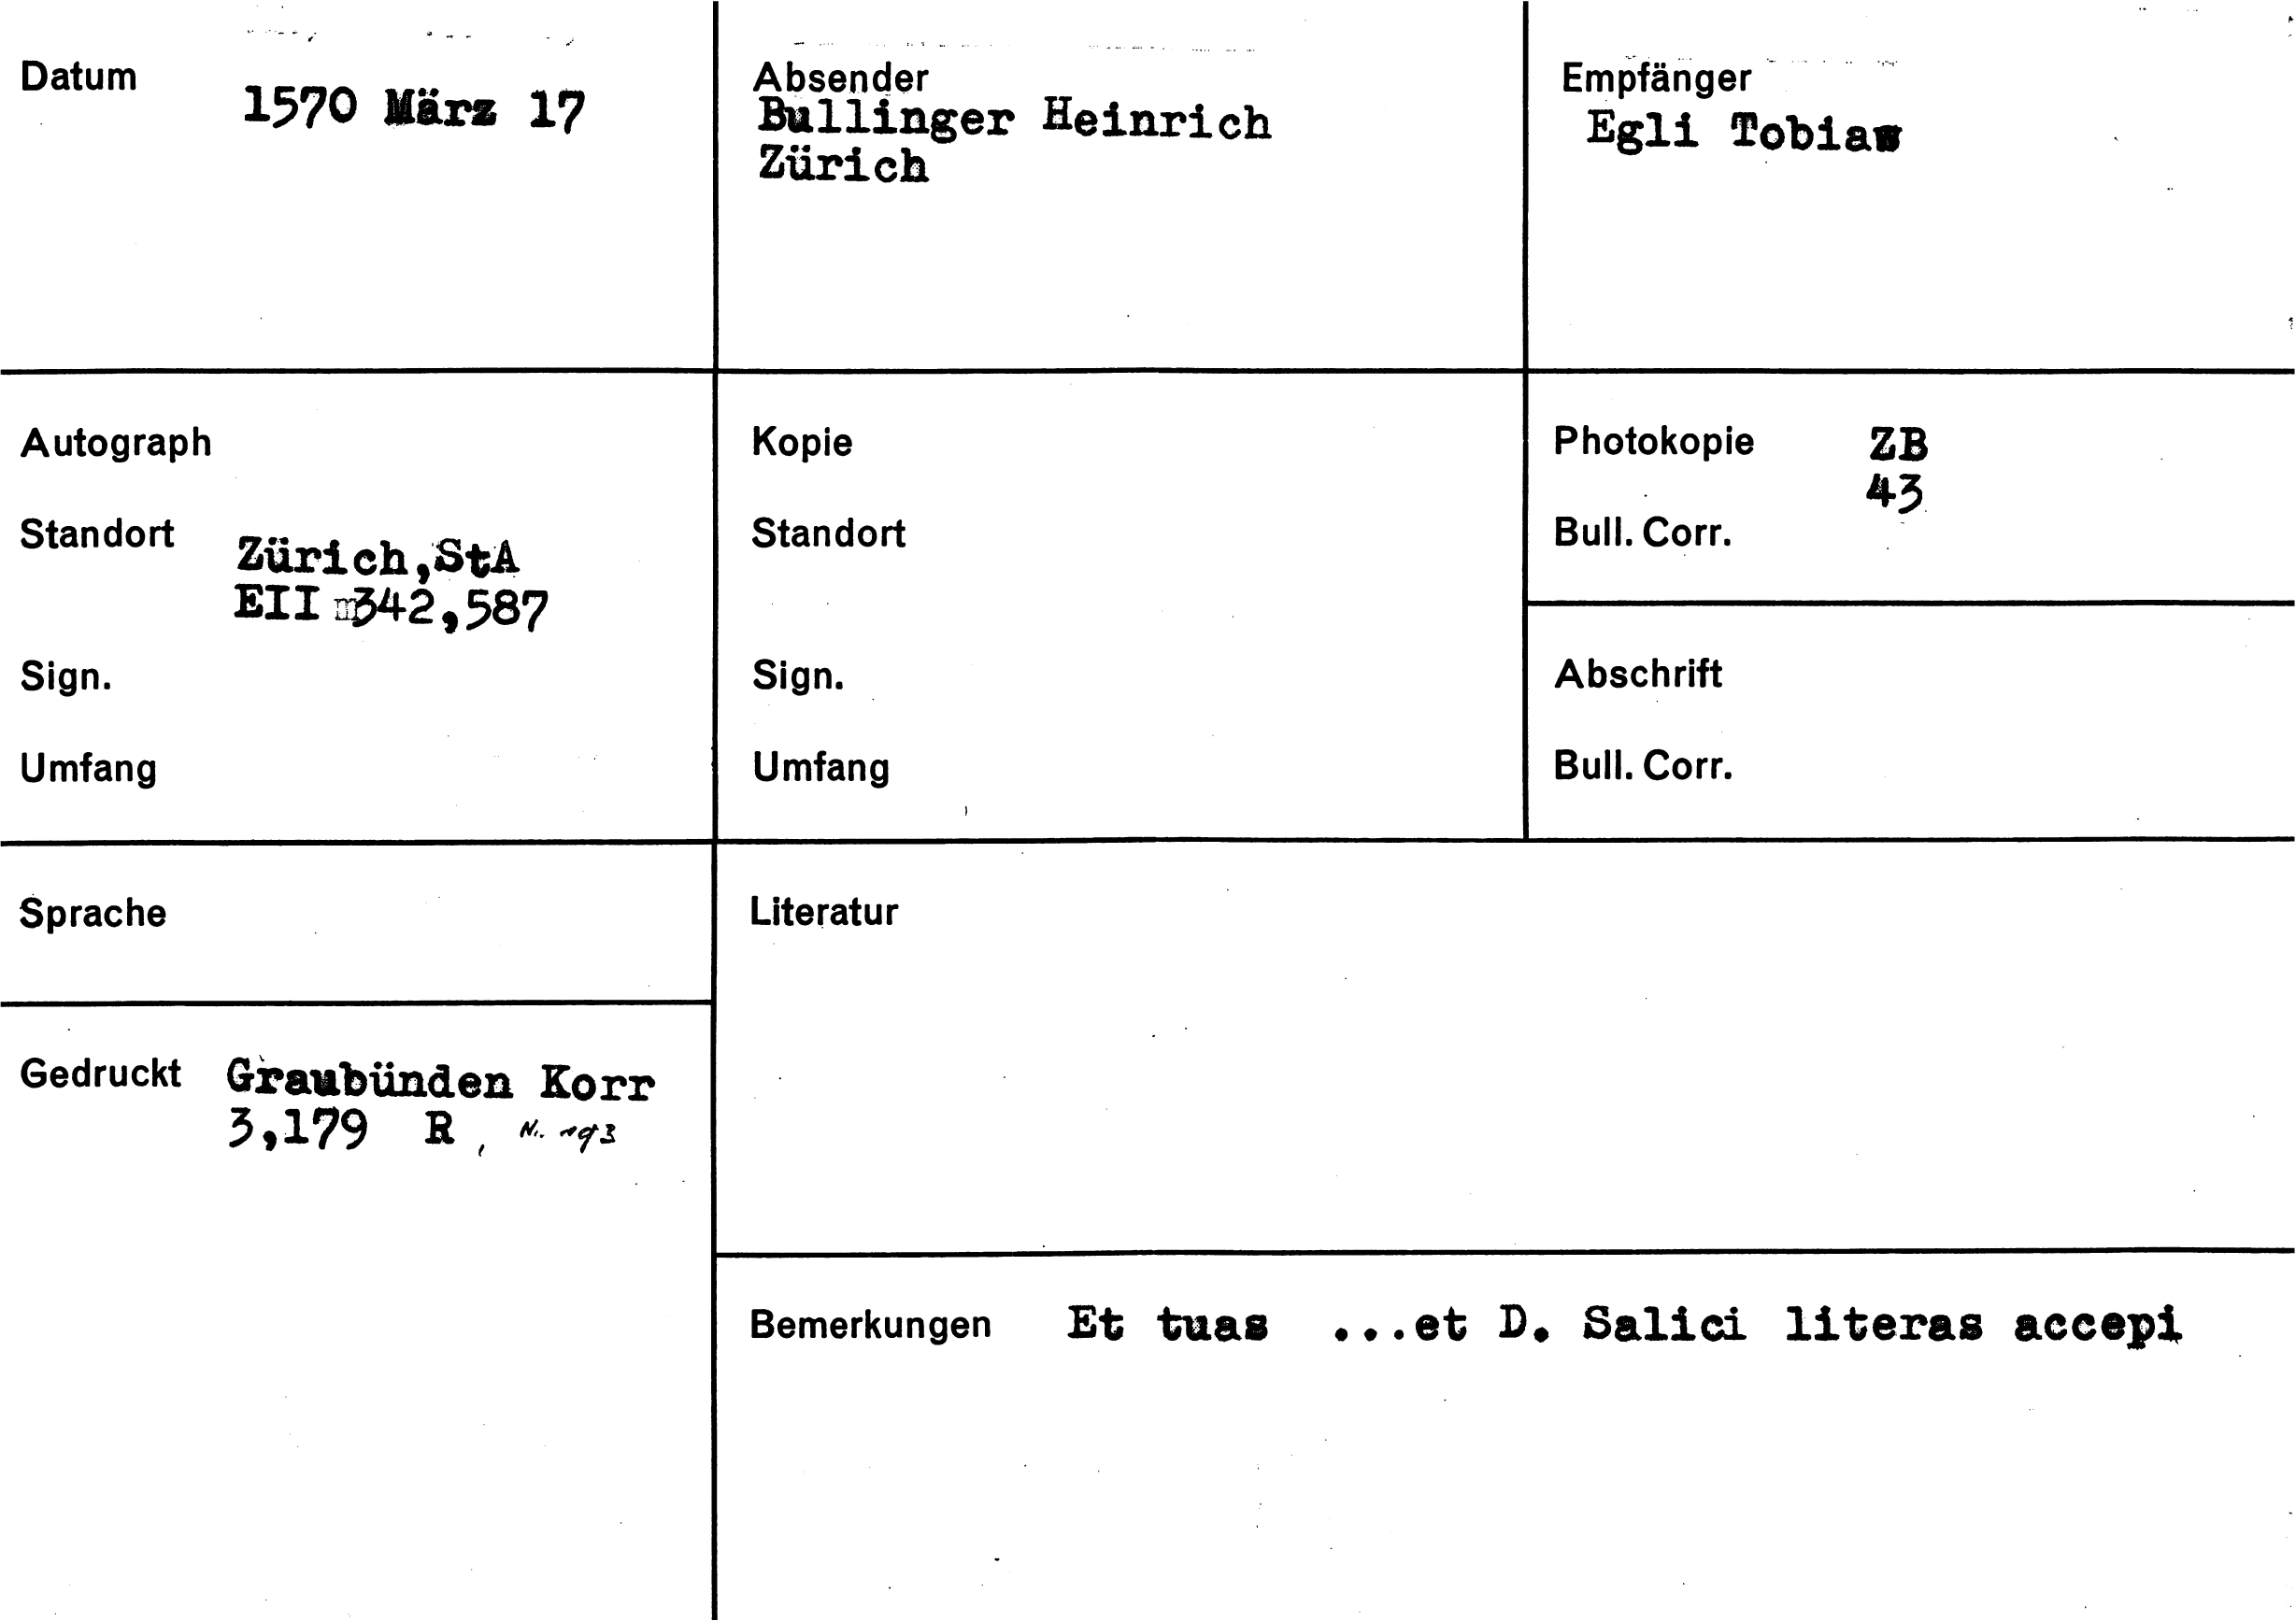 Datum
1570 März 17
Absender
Bullinger Heinrich
Zürich
Empfänger
Egli Tobias
Autograph
Standort
Zürich,StA
EII 342,587
Sign.
Umfang
Kopie
Standort
Sign.
Umfang
Photokopie ZB
43
Bull. Corr.
Abschrift
Bull. Corr.
Sprache
Gedruckt Graubünden Korr
3,179 R, Nr. 193
Literatur
Bemerkungen Et tuas ...et D. Salici literas accepi